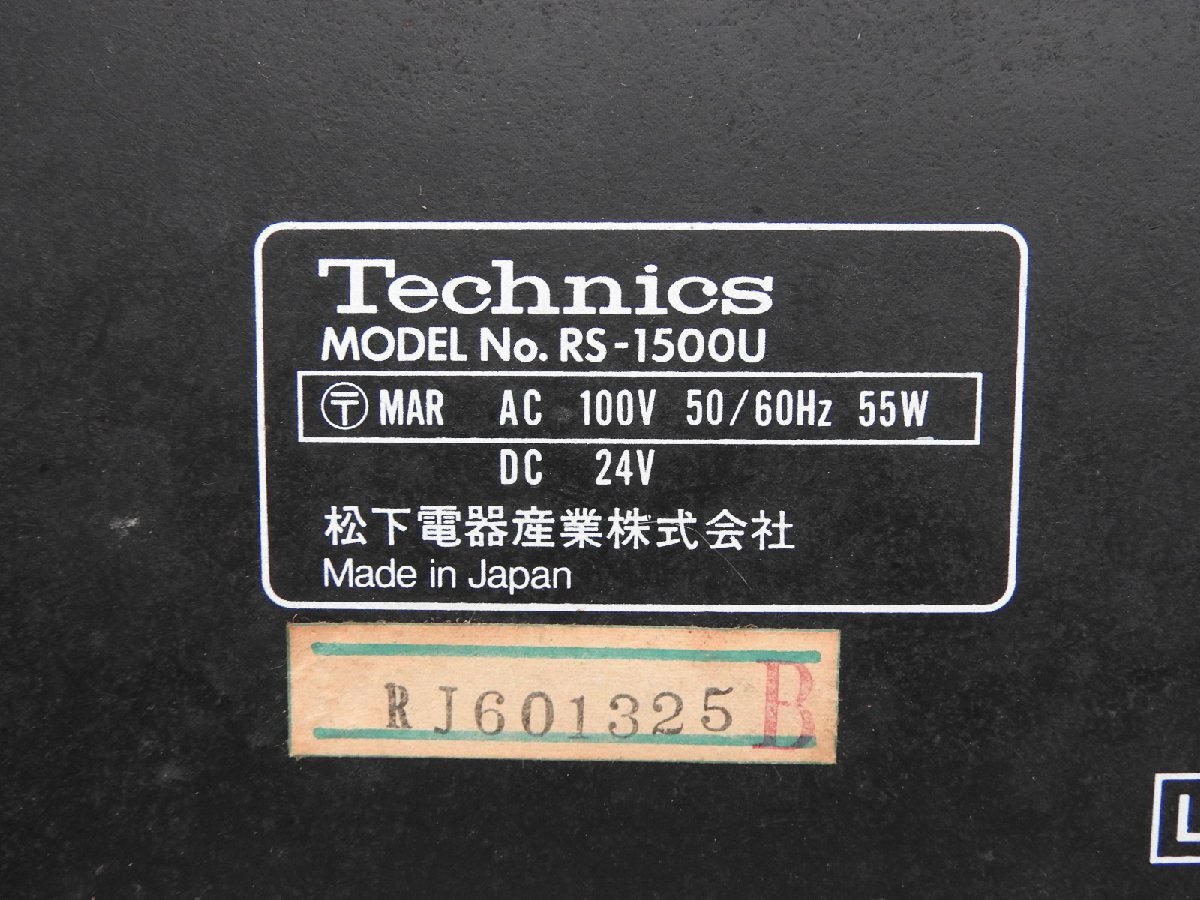 Technics
MODEL No. RS-1500U
〶 MAR AC 100V 50/60Hz 55W
DC 24V
松下電器産業株式会社
Made in Japan
RJ601325 B
L